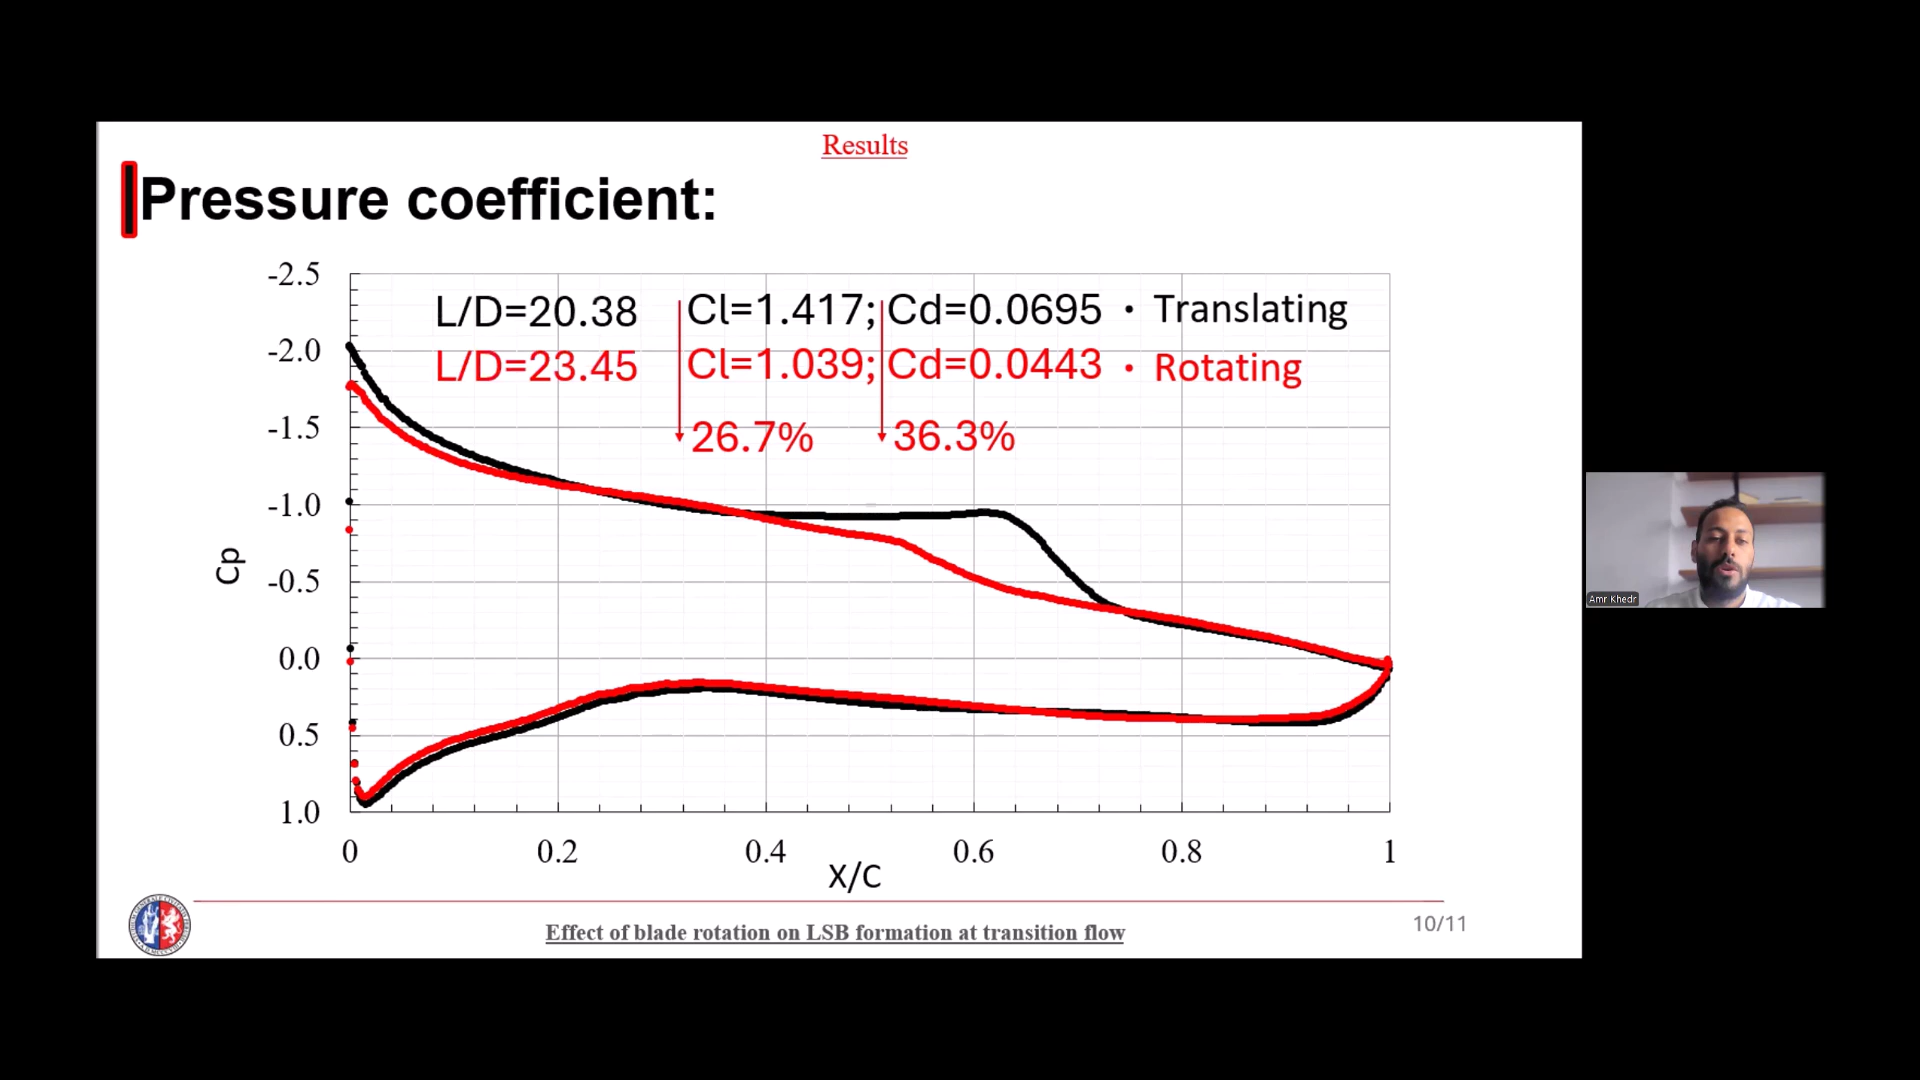 Results
Pressure coefficient:
-2.5
-2.0
-1.5
-1.0
-0.5
0.0
0.5
1.0
Cp
L/D=20.38 Cl=1.417; Cd=0.0695 • Translating
L/D=23.45 Cl=1.039; Cd=0.0443 • Rotating
26.7% 36.3%
0 0.2 0.4 0.6 0.8 1
X/C
Effect of blade rotation on LSB formation at transition flow
10/11
Amr Khedr